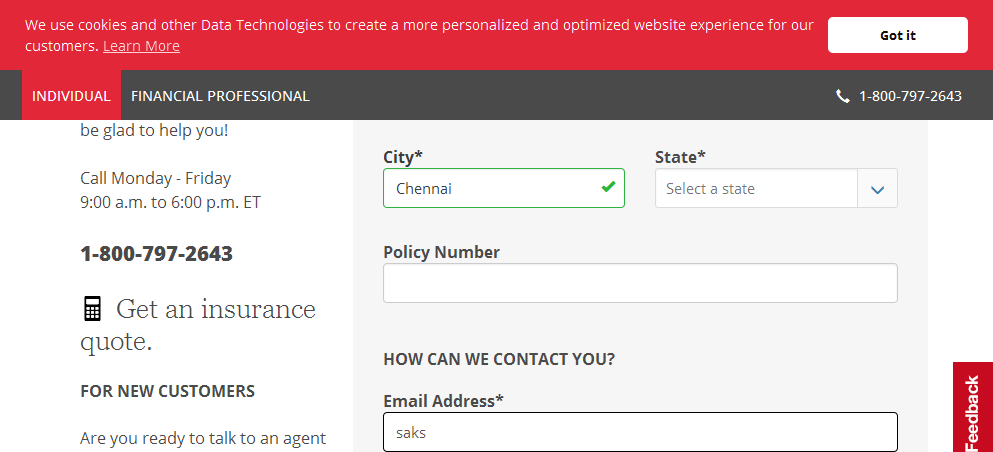 We use cookies and other Data Technologies to create a more personalized and optimized website experience for our
customers. Learn More
Got it
INDIVIDUAL
FINANCIAL PROFESSIONAL
1-800-797-2643
be glad to help you!
Call Monday - Friday
9:00 a.m. to 6:00 p.m. ET
1-800-797-2643
Get an insurance
quote.
FOR NEW CUSTOMERS
Are you ready to talk to an agent
City*
State*
Chennai
Select a state
Policy Number
HOW CAN WE CONTACT YOU?
Email Address*
saks
Feedback